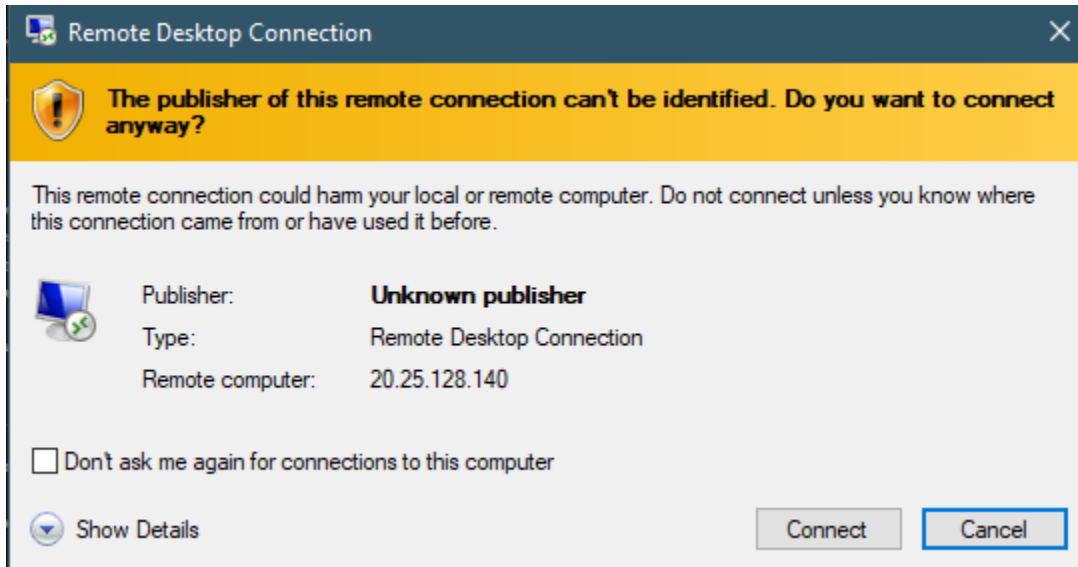 Remote Desktop Connection
The publisher of this remote connection can't be identified. Do you want to connect
anyway?
This remote connection could harm your local or remote computer. Do not connect unless you know where
this connection came from or have used it before.
Publisher: Unknown publisher
Type: Remote Desktop Connection
Remote computer: 20.25.128.140
Don't ask me again for connections to this computer
Show Details Connect Cancel